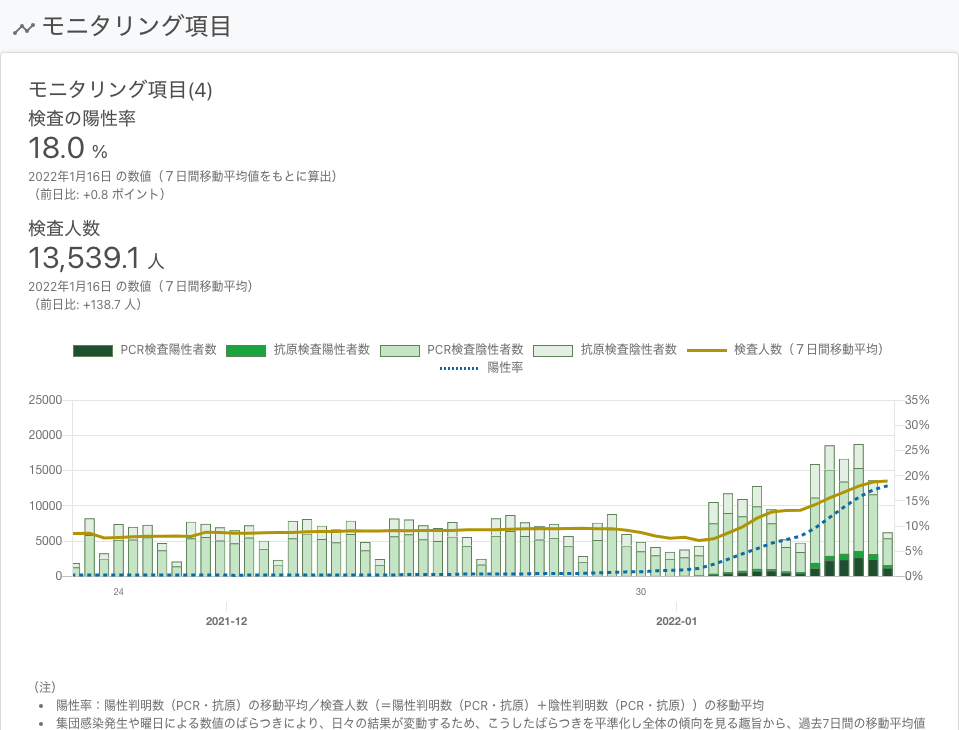 モニタリング項目
モニタリング項目(4)
検査の陽性率
18.0 %
2022年1月16日 の数値（７日間移動平均値をもとに算出）
（前日比: +0.8 ポイント）
検査人数
13,539.1 人
2022年1月16日 の数値（７日間移動平均）
（前日比: +138.7 人）
PCR検査陽性者数 抗原検査陽性者数 PCR検査陰性者数 抗原検査陰性者数 検査人数（７日間移動平均）
陽性率
25000 35%
30%
20000
25%
15000 20%
15%
10000
10%
5000
5%
0 0%
24 30
2021-12 2022-01
（注）
• 陽性率：陽性判明数（PCR・抗原）の移動平均／検査人数（＝陽性判明数（PCR・抗原）＋陰性判明数（PCR・抗原））の移動平均
• 集団感染発生や曜日による数値のばらつきにより、日々の結果が変動するため、こうしたばらつきを平準化し全体の傾向を見る趣旨から、過去7日間の移動平均値